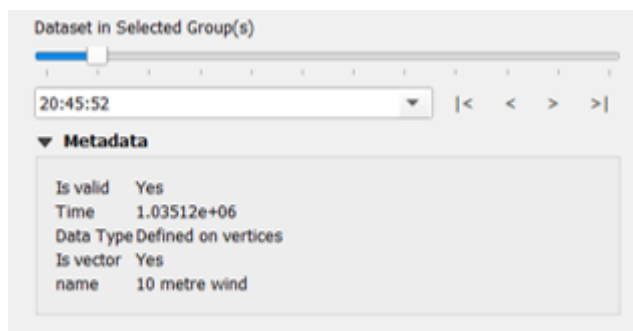 Dataset in Selected Group(s)
20:45:52 |< < > >|
Metadata
Is valid Yes
Time 1.03512e+06
Data Type Defined on vertices
Is vector Yes
name 10 metre wind